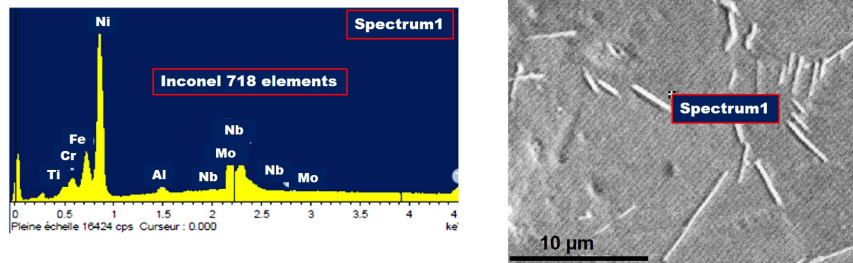 Spectrum1
Ni
Inconel 718 elements
Nb
Fe
Mo
Cr
Ti
Al
Nb
Nb
Mo
0 0.5 1 1.5 2 2.5 3 3.5 4 4.
Pleine échelle 16424 cps Curseur : 0.000
ke
Spectrum1
10 µm